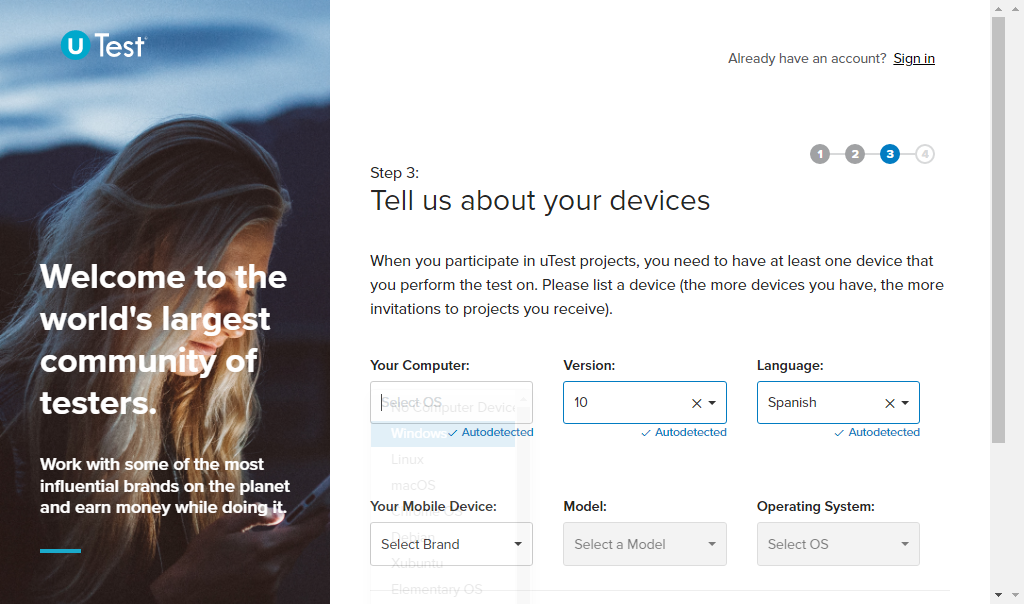 U Test
Already have an account? Sign in
1 2 3 4
Step 3:
Tell us about your devices
When you participate in uTest projects, you need to have at least one device that
you perform the test on. Please list a device (the more devices you have, the more
invitations to projects you receive).
Welcome to the
world's largest
community of
testers.
Work with some of the most
influential brands on the planet
and earn money while doing it.
Your Computer: Version: Language:
Select OS 10 Spanish
No Computer Device
Windows Autodetected Autodetected Autodetected
Linux
macOS
Your Mobile Device: Model: Operating System:
Select Brand Select a Model Select OS
Debian
Xubuntu
Elementary OS